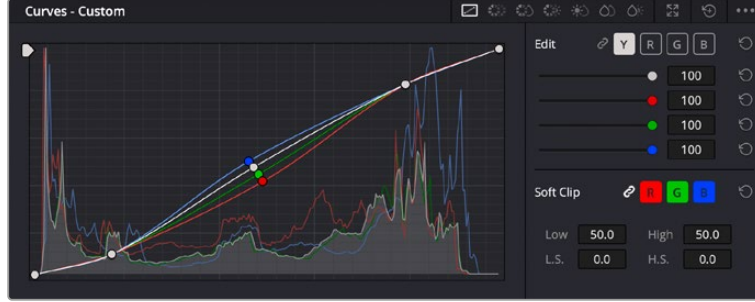 Curves - Custom
Edit Y R G B
100
100
100
100
Soft Clip R G B
Low 50.0 High 50.0
L.S. 0.0 H.S. 0.0